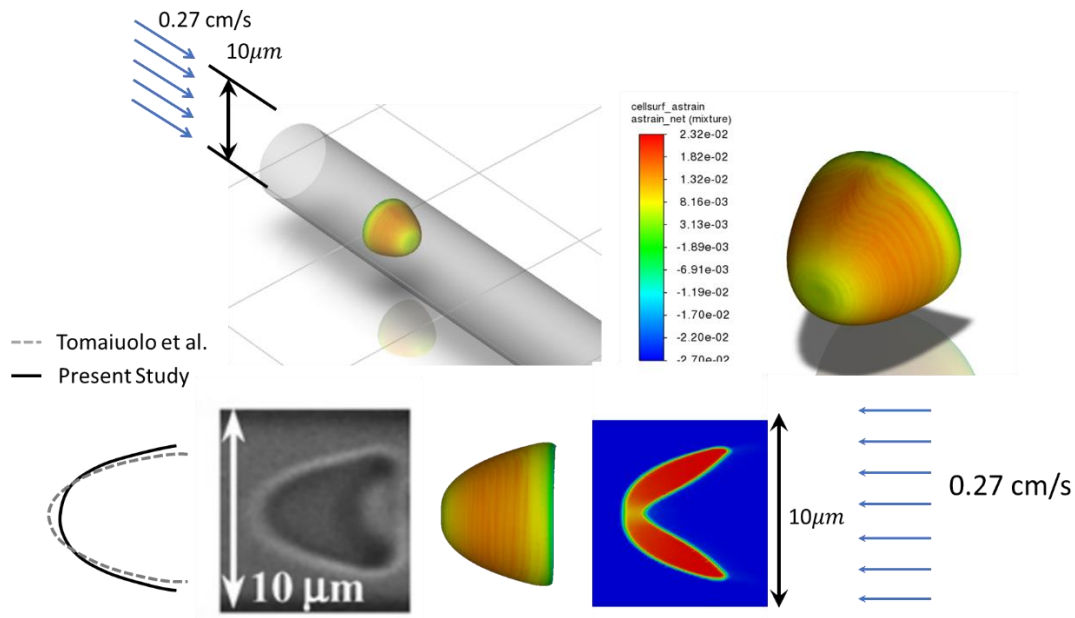 0.27 cm/s
10μm
cellsurf_astrain
astrain_net (mixture)
2.32e-02
1.82e-02
1.32e-02
8.16e-03
3.13e-03
-1.89e-03
-6.91e-03
-1.19e-02
-1.70e-02
-2.20e-02
-2.70e-02
Tomaiuolo et al.
Present Study
10 μm
10μm
0.27 cm/s